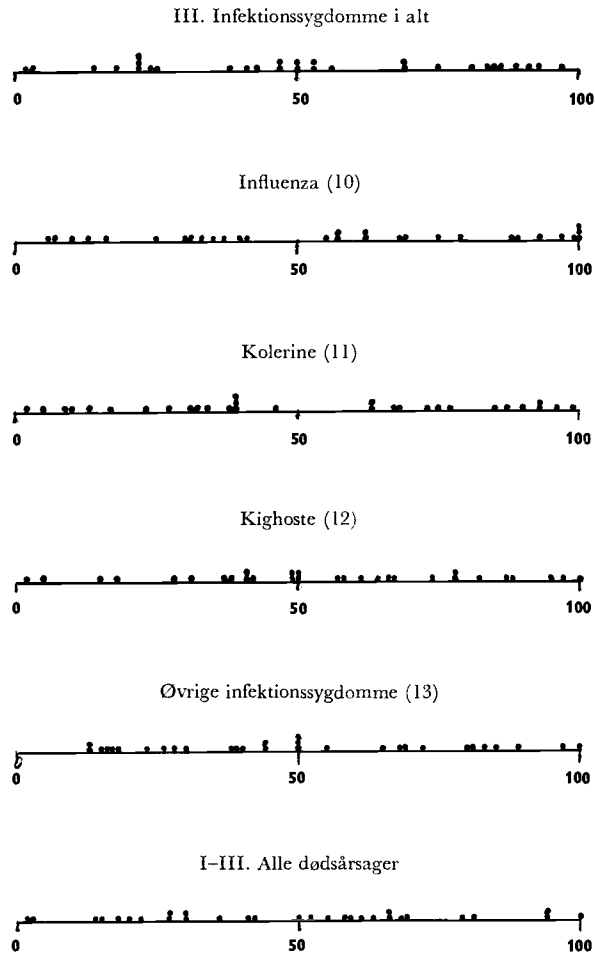 III. Infektionssygdomme i alt
0 50 100
Influenza (10)
0 50 100
Kolerine (11)
0 50 100
Kighoste (12)
0 50 100
Øvrige infektionssygdomme (13)
0 50 100
I–III. Alle dødsårsager
0 50 100